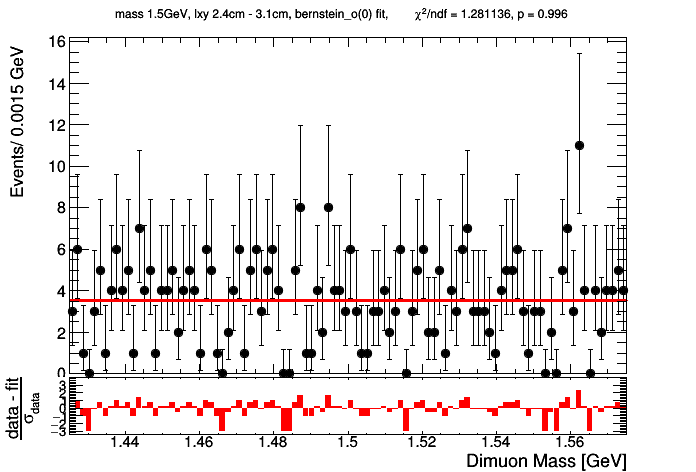 mass 1.5GeV, lxy 2.4cm - 3.1cm, bernstein_o(0) fit, χ²/ndf = 1.281136, p = 0.996
Events/ 0.0015 GeV
16
14
12
10
8
6
4
2
0
data - fit
σdata
3
2
1
0
−1
−2
−3
1.44 1.46 1.48 1.5 1.52 1.54 1.56
Dimuon Mass [GeV]